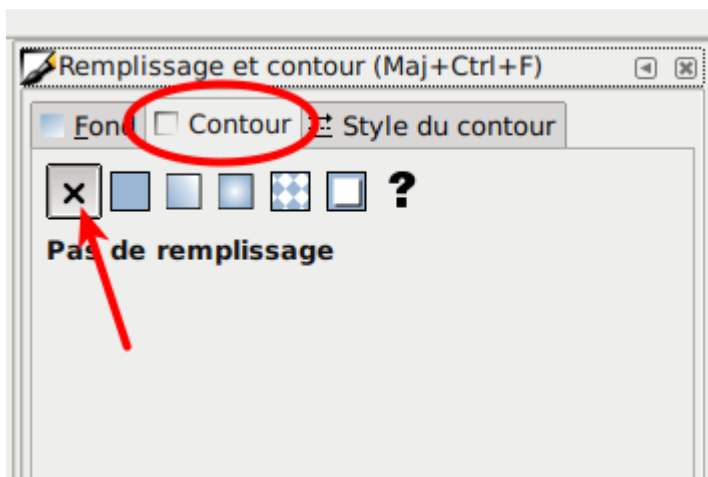 Remplissage et contour (Maj+Ctrl+F)
Fond Contour Style du contour
?
Pas de remplissage